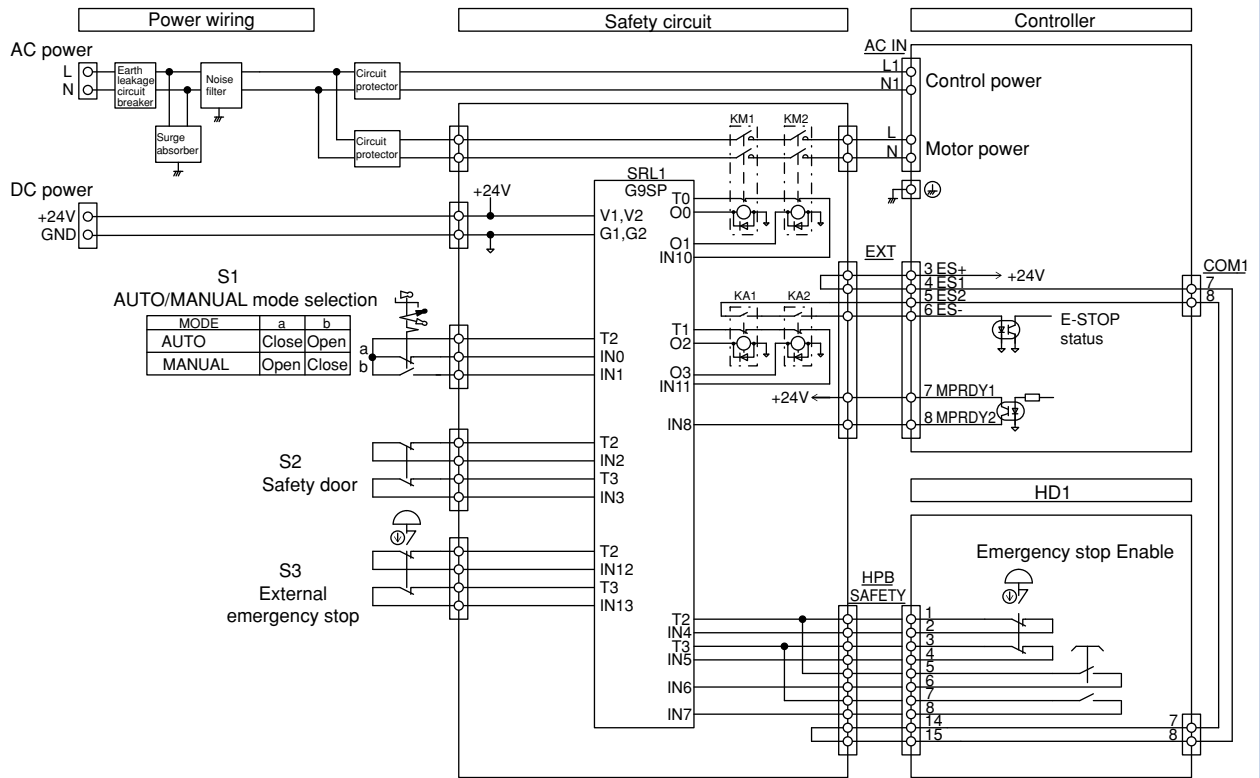 Power wiring
Safety circuit
Controller
AC power
L
N
Earth
leakage
circuit
breaker
Surge
absorber
Noise
filter
Circuit
protector
Circuit
protector
AC IN
L1
N1
Control power
L
N
Motor power
KM1
KM2
DC power
+24V
GND
+24V
SRL1
G9SP
V1,V2
G1,G2
T0
O0
O1
IN10
S1
AUTO/MANUAL mode selection
MODE a b
AUTO Close Open
MANUAL Open Close
a
b
T2
IN0
IN1
KA1
KA2
T1
O2
O3
IN11
+24V
IN8
EXT
3 ES+
+24V
4 ES1
5 ES2
6 ES-
E-STOP
status
7 MPRDY1
8 MPRDY2
COM1
7
8
S2
Safety door
T2
IN2
T3
IN3
S3
External
emergency stop
T2
IN12
T3
IN13
HD1
Emergency stop Enable
HPB
SAFETY
T2
IN4
T3
IN5
IN6
IN7
1
2
3
4
5
6
7
8
14
15
7
8